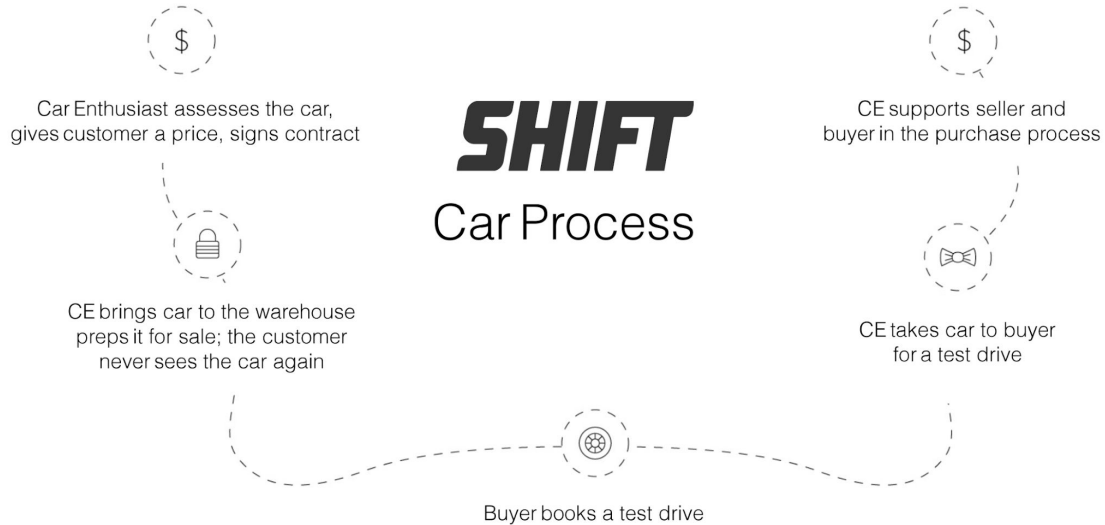 $
Car Enthusiast assesses the car,
gives customer a price, signs contract
CE brings car to the warehouse
preps it for sale; the customer
never sees the car again
SHIFT
Car Process
Buyer books a test drive
$
CE supports seller and
buyer in the purchase process
CE takes car to buyer
for a test drive